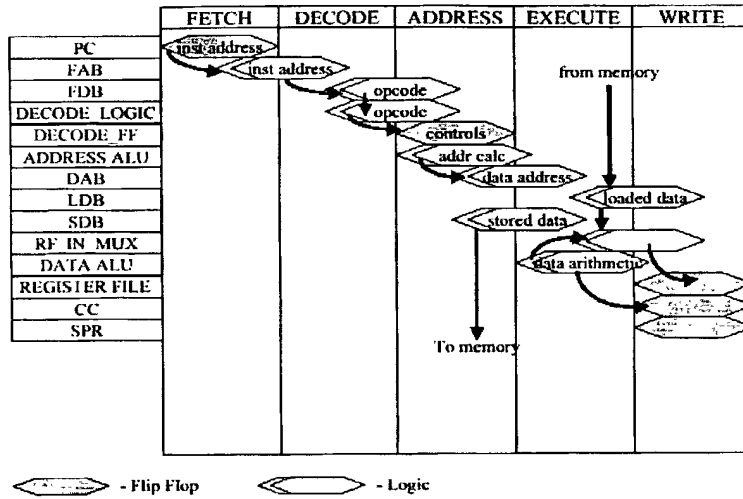 FETCH DECODE ADDRESS EXECUTE WRITE
PC inst address
FAB inst address from memory
FDB opcode
DECODE_LOGIC opcode
DECODE_FF controls
ADDRESS ALU addr calc
DAB data address
LDB loaded data
SDB stored data
RF_IN_MUX
DATA ALU data arithmetic
REGISTER FILE
CC
SPR To memory
- Flip Flop - Logic